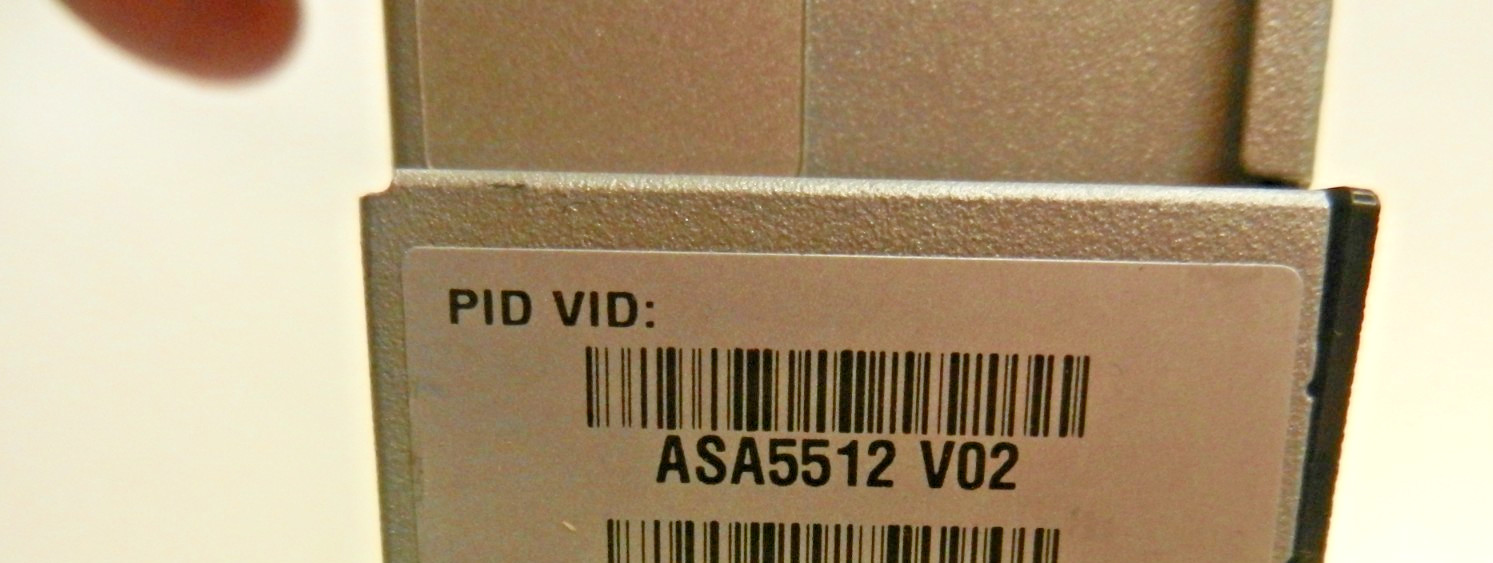 PID VID:
ASA5512 V02